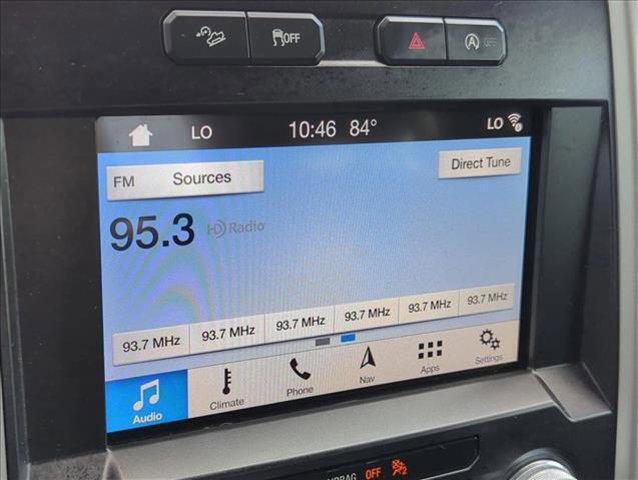 OFF
A OFF
LO 10:46 84° LO
FM Sources Direct Tune
95.3 HD Radio
93.7 MHz 93.7 MHz 93.7 MHz 93.7 MHz 93.7 MHz 93.7 MHz
Audio Climate Phone Nav Apps Settings
OFF